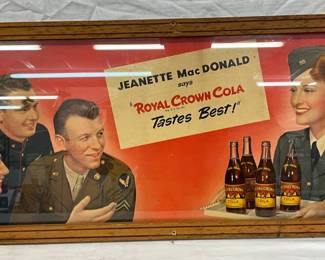 JEANETTE MacDONALD
says
"ROYAL CROWN COLA
Tastes Best!"